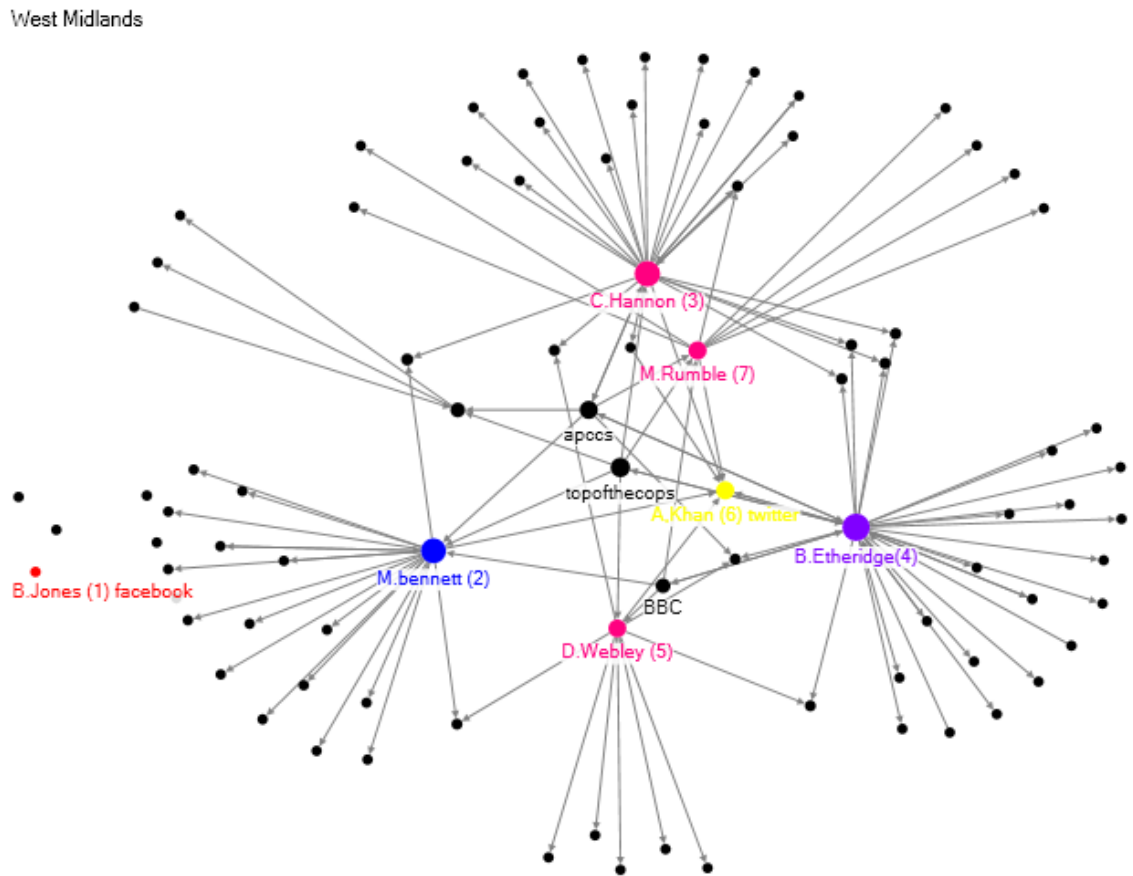 West Midlands
C.Hannon (3)
M.Rumble (7)
apccs
topofthecops
A.Khan (6) twitter
B.Etheridge(4)
M.bennett (2)
B.Jones (1) facebook
BBC
D.Webley (5)